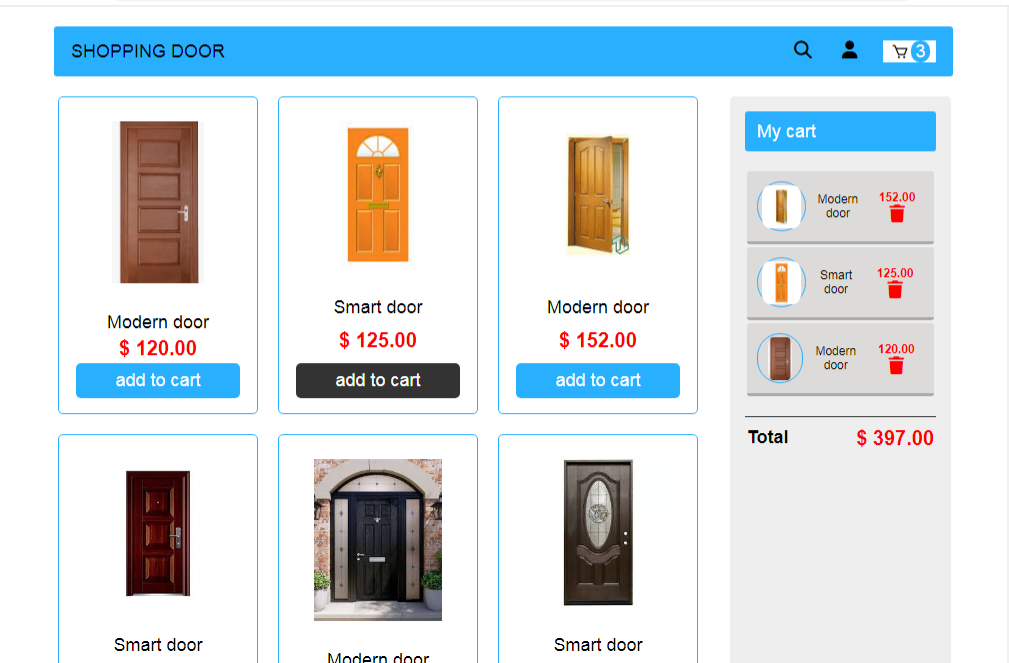 SHOPPING DOOR
3
Modern door
$ 120.00
add to cart
Smart door
$ 125.00
add to cart
Modern door
$ 152.00
add to cart
Smart door
Modern door
Smart door
My cart
Modern
door
152.00
Smart
door
125.00
Modern
door
120.00
Total
$ 397.00